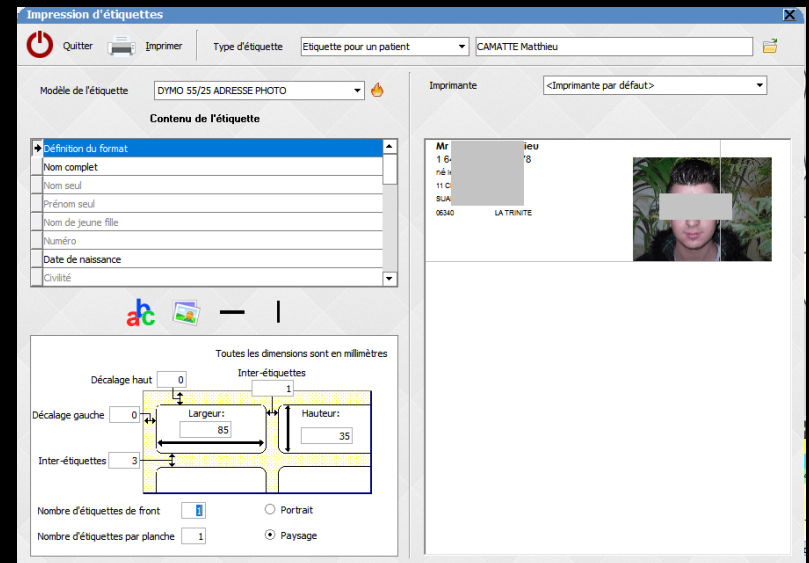 Impression d'étiquettes
X
Quitter Imprimer Type d'étiquette Etiquette pour un patient CAMATTE Matthieu
Modèle de l'étiquette DYMO 55/25 ADRESSE PHOTO
Imprimante <Imprimante par défaut>
Contenu de l'étiquette
Définition du format
Nom complet
Nom seul
Prénom seul
Nom de jeune fille
Numéro
Date de naissance
Civilité
abc
Toutes les dimensions sont en millimètres
Décalage haut 0
Inter-étiquettes
1
Décalage gauche 0
Largeur:
85
Hauteur:
35
Inter-étiquettes 3
Nombre d'étiquettes de front 1
Portrait
Nombre d'étiquettes par planche 1
Paysage
Mr ieu
1 6 78
né
11
06340 LA TRINITE